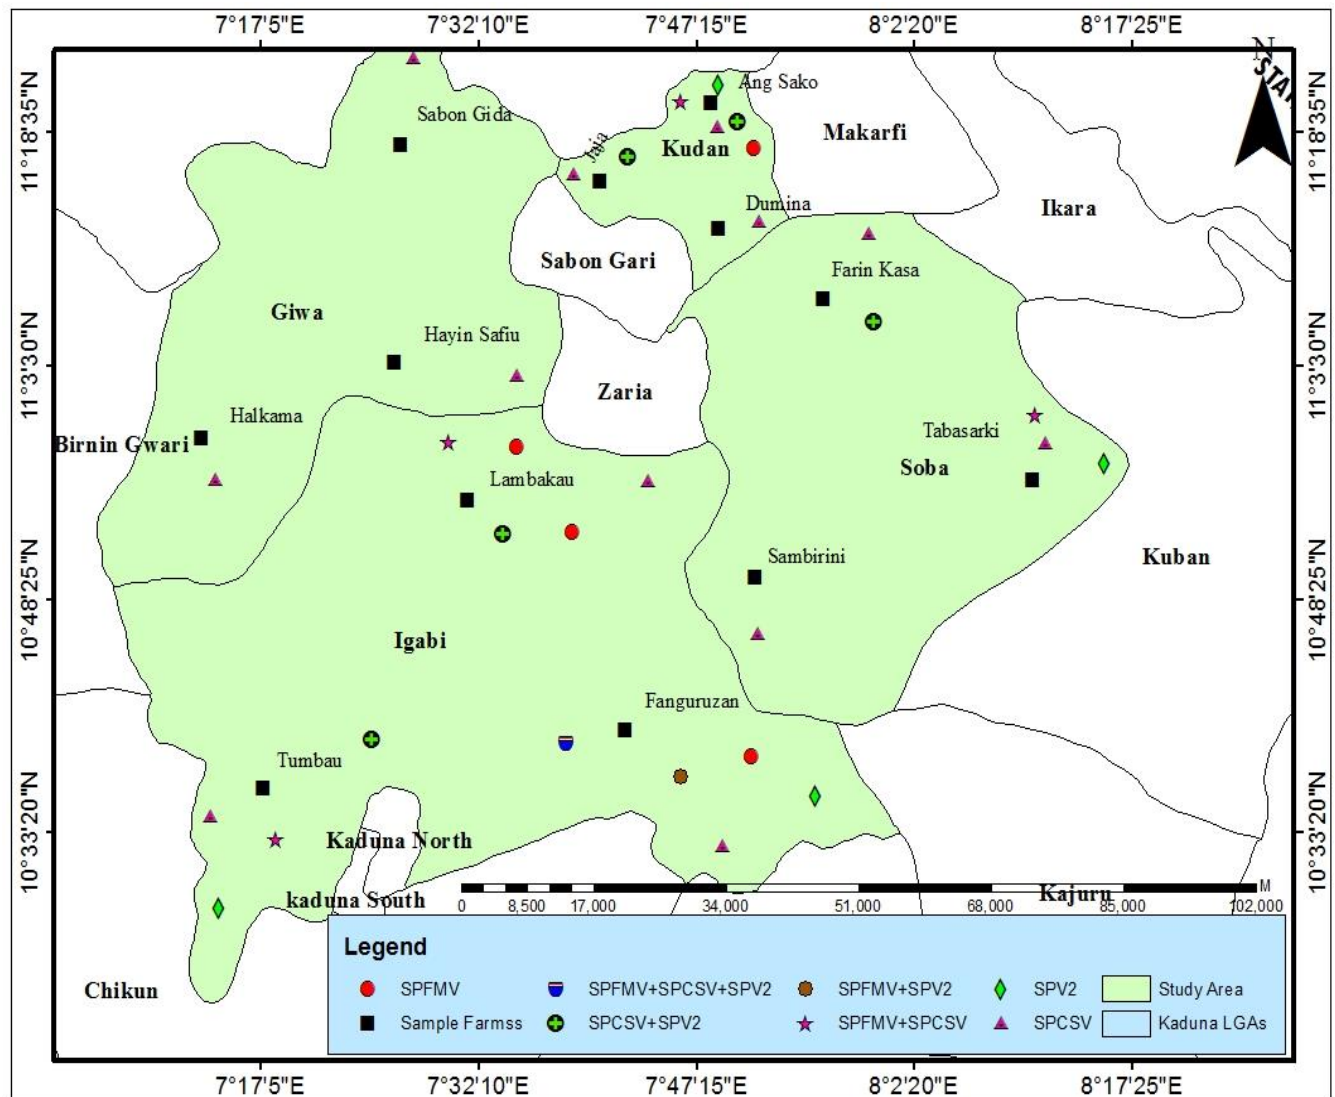 7°17'5"E 7°32'10"E 7°47'15"E 8°2'20"E 8°17'25"E
N
Ang Sako
Sabon Gida
11°18'35"N
11°18'35"N
Makarfi
Jaja
Kudan
Dumina
Ikara
Sabon Gari
Farin Kasa
Giwa
Hayin Safiu
11°3'30"N
11°3'30"N
Zaria
Halkama
Birnin Gwari
Tabasarki
Soba
Lambakau
Sambirini
Kuban
10°48'25"N
10°48'25"N
Igabi
Fanguruzan
Tumbau
10°33'20"N
10°33'20"N
Kaduna North
kaduna South
Kajuru
M
0 8,500 17,000 34,000 51,000 68,000 85,000 102,000
Chikun
Legend
SPFMV SPFMV+SPCSV+SPV2 SPFMV+SPV2 SPV2 Study Area
Sample Farmss SPCSV+SPV2 SPFMV+SPCSV SPCSV Kaduna LGAs
7°17'5"E 7°32'10"E 7°47'15"E 8°2'20"E 8°17'25"E